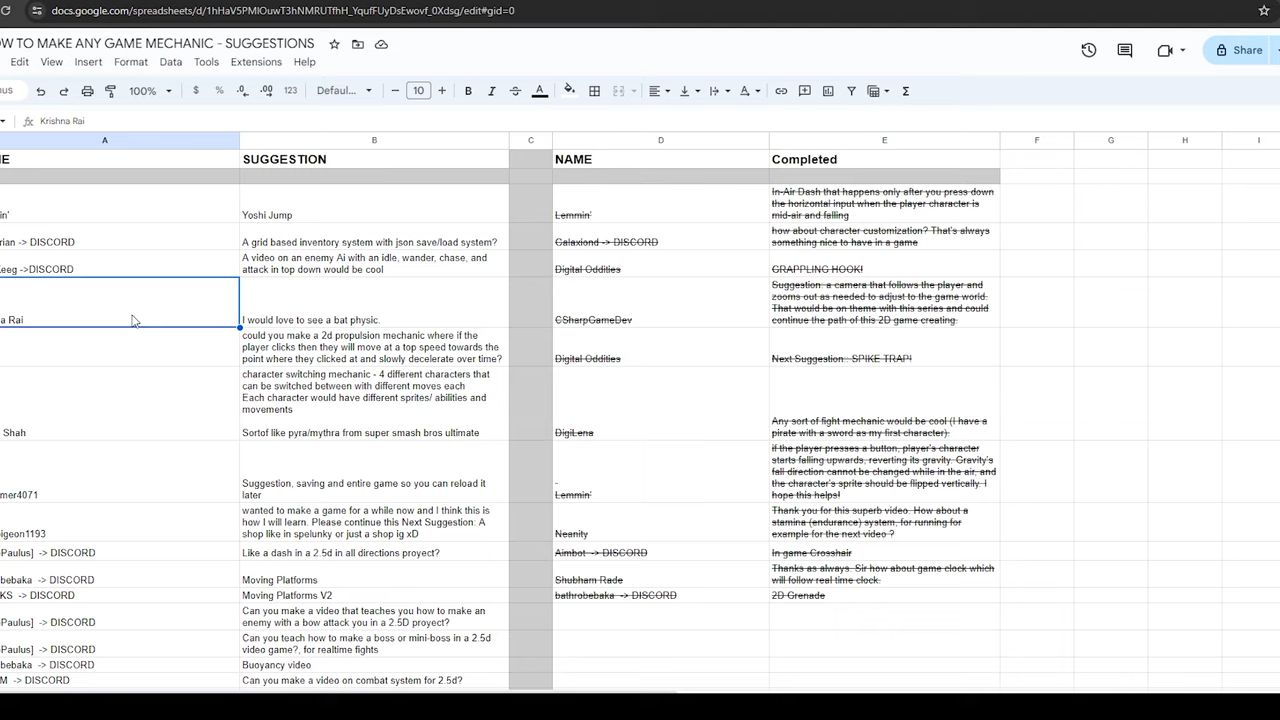 docs.google.com/spreadsheets/d/1hHaV5PMIOuwT3hNMRUTfhH_YqufFUyDsEwovf_0Xdsg/edit#gid=0
OW TO MAKE ANY GAME MECHANIC - SUGGESTIONS
Edit View Insert Format Data Tools Extensions Help
Share
nus 100% $ % .0 .00 123 Defaul... 10 B I A
fx Krishna Rai
A B C D E F G H I
IE SUGGESTION NAME Completed
in' Yoshi Jump Lemmin' In-Air Dash that happens only after you press down
the horizontal input when the player character is
mid-air and falling
rian -> DISCORD A grid based inventory system with json save/load system? Galaxiond -> DISCORD how about character customization? That's always
something nice to have in a game
Keeg ->DISCORD A video on an enemy Ai with an idle, wander, chase, and
attack in top down would be cool Digital Oddities GRAPPLING HOOK!
a Rai I would love to see a bat physic. CSharpGameDev Suggestion: a camera that follows the player and
zooms out as needed to adjust to the game world.
That would be on theme with this series and could
continue the path of this 2D game creating.
could you make a 2d propulsion mechanic where if the
player clicks then they will move at a top speed towards the
point where they clicked at and slowly decelerate over time? Digital Oddities Next Suggestion:: SPIKE TRAP!
character switching mechanic - 4 different characters that
can be switched between with different moves each
Each character would have different sprites/ abilities and
movements
Shah Sortof like pyra/mythra from super smash bros ultimate DigiLena Any sort of fight mechanic would be cool (I have a
pirate with a sword as my first character).
mer4071 Suggestion, saving and entire game so you can reload it
later - Lemmin' if the player presses a button, player's character
starts falling upwards, reverting its gravity. Gravity's
fall direction cannot be changed while in the air, and
the character's sprite should be flipped vertically. I
hope this helps!
igeon1193 wanted to make a game for a while now and I think this is
how I will learn. Please continue this Next Suggestion: A
shop like in spelunky or just a shop ig xD Neanity Thank you for this superb video. How about a
stamina (endurance) system, for running for
example for the next video ?
Paulus] -> DISCORD Like a dash in a 2.5d in all directions proyect? Aimbot -> DISCORD In game Crosshair
bebaka -> DISCORD Moving Platforms Shubham Rade Thanks as always. Sir how about game clock which
will follow real time clock.
KS -> DISCORD Moving Platforms V2 bathrobebaka -> DISCORD 2D Grenade
Paulus] -> DISCORD Can you make a video that teaches you how to make an
enemy with a bow attack you in a 2.5D proyect?
Paulus] -> DISCORD Can you teach how to make a boss or mini-boss in a 2.5d
video game?, for realtime fights
bebaka -> DISCORD Buoyancy video
M -> DISCORD Can you make a video on combat system for 2.5d?